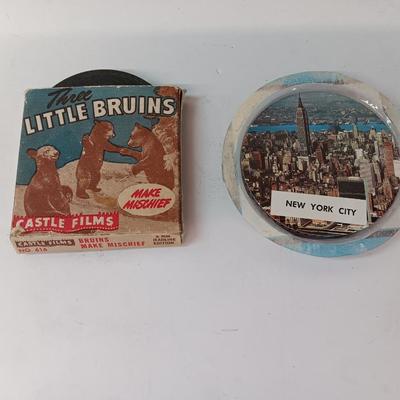 Three
LITTLE BRUINS
MAKE
MISCHIEF
CASTLE FILMS
CASTLE FILMS
NO. 616
BRUINS
MAKE MISCHIEF
8 MM
HEADLINE
EDITION
NEW YORK CITY